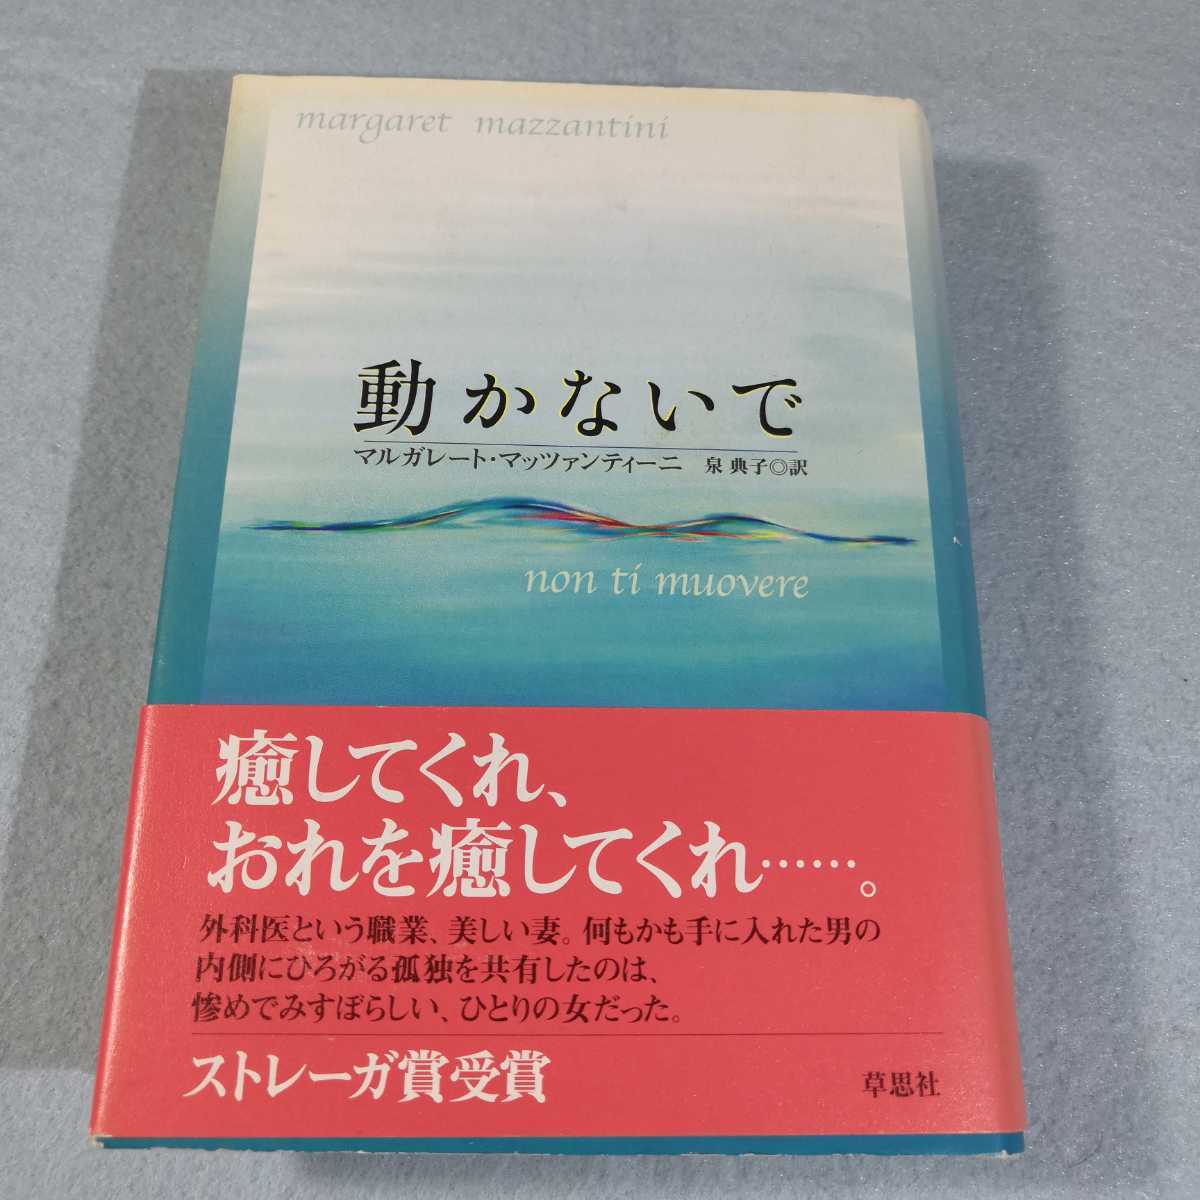 margaret mazzantini
動かないで
マルガレート・マッツァンティーニ 泉 典子◎訳
non ti muovere
癒してくれ、
おれを癒してくれ……。
外科医という職業、美しい妻。何もかも手に入れた男の
内側にひろがる孤独を共有したのは、
惨めでみすぼらしい、ひとりの女だった。
ストレーガ賞受賞
草思社